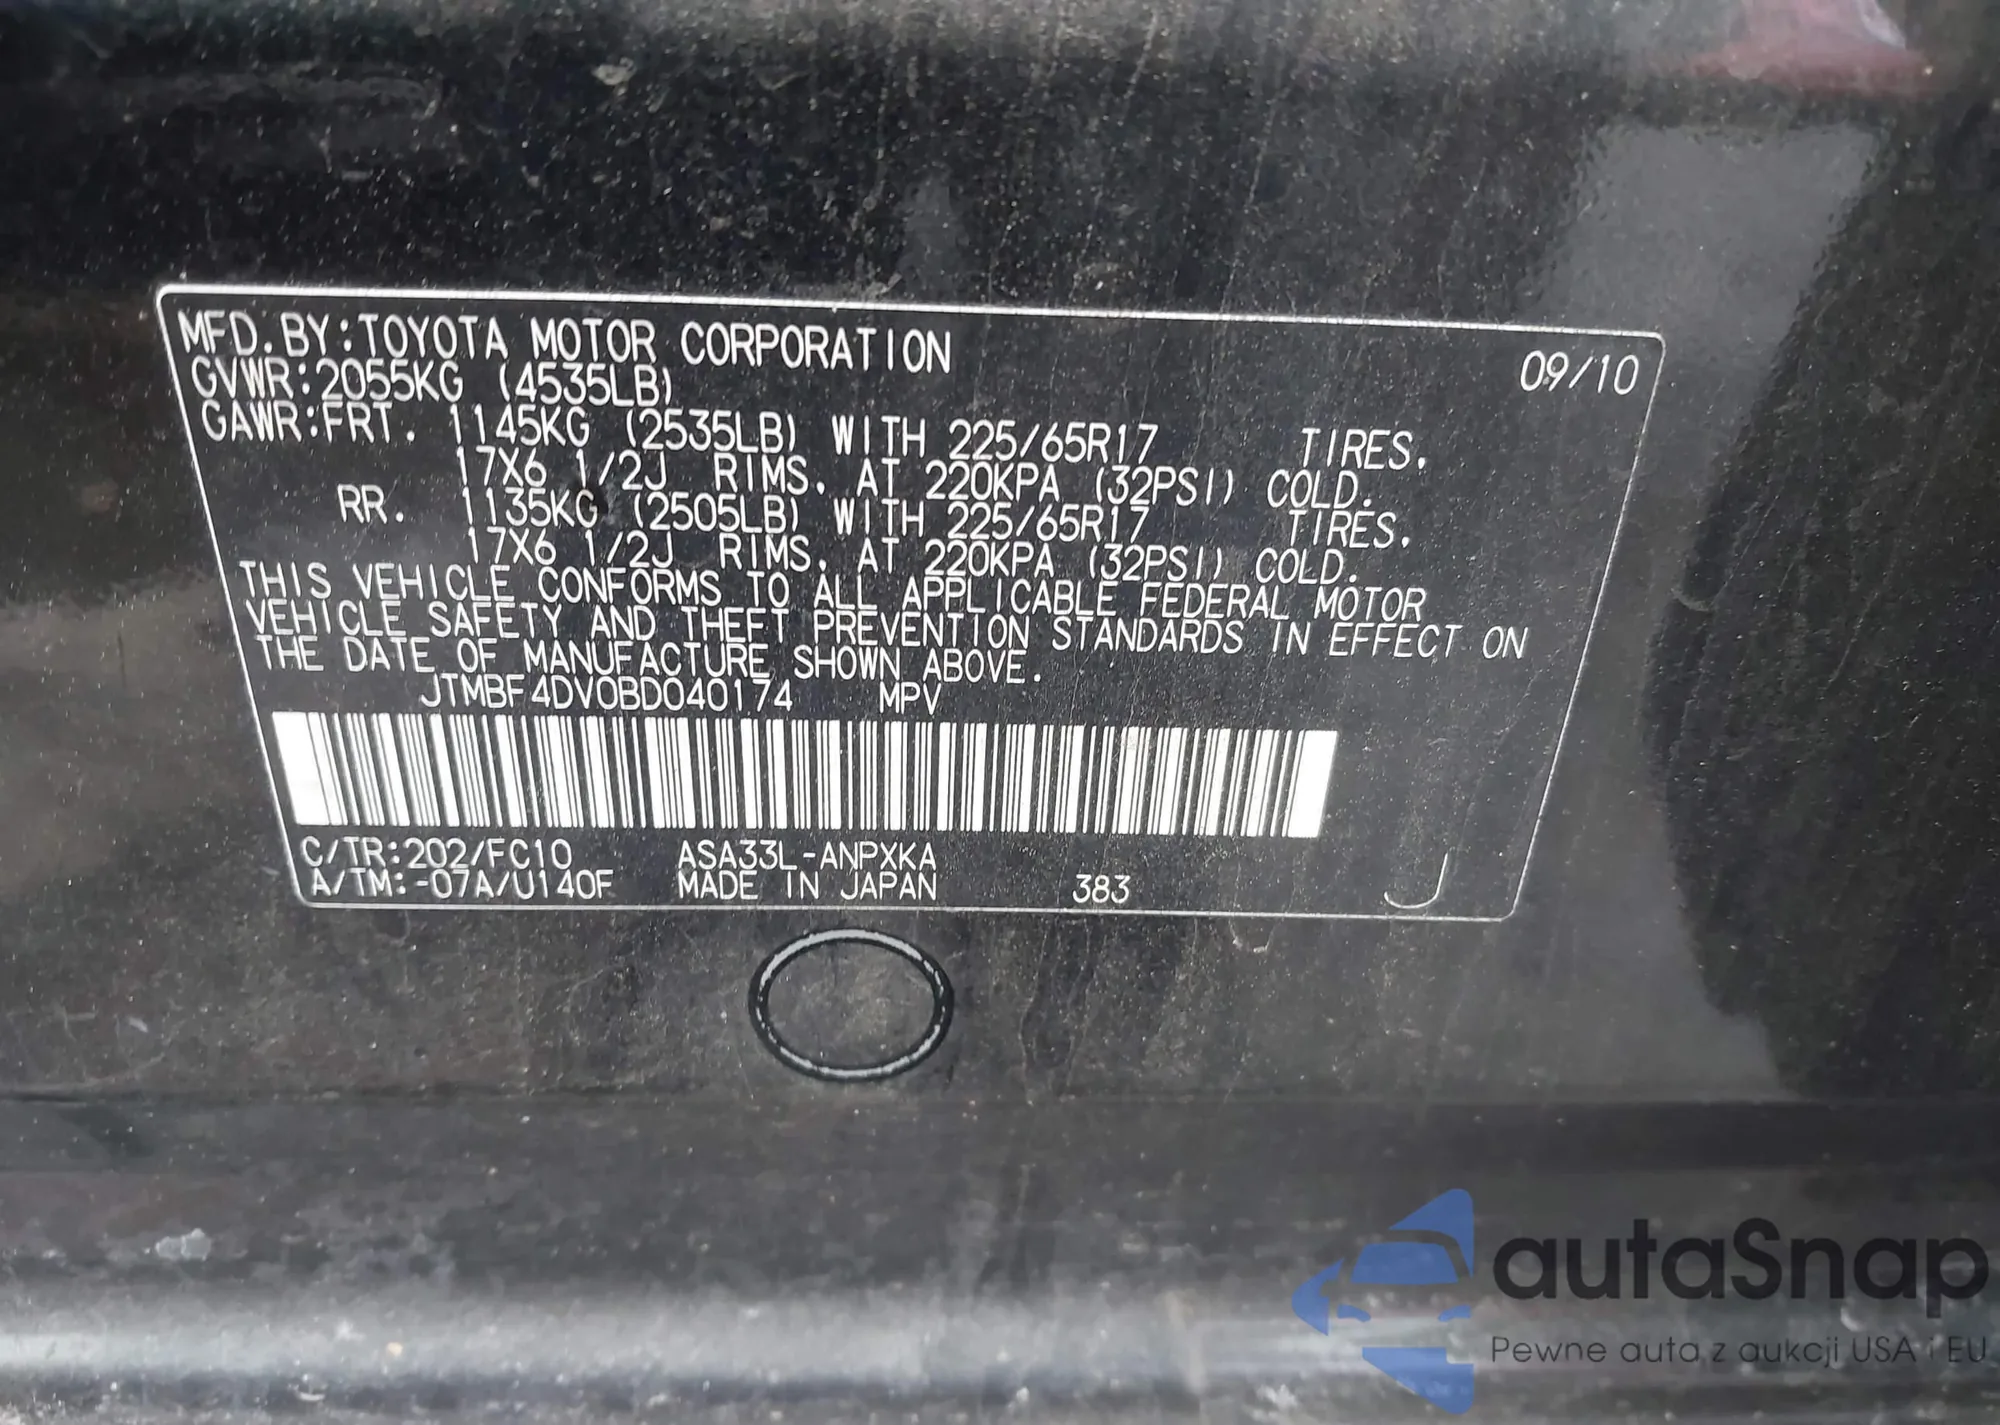 MFD. BY: TOYOTA MOTOR CORPORATION 09/10
GVWR: 2055KG (4535LB)
GAWR: FRT. 1145KG (2535LB) WITH 225/65R17 TIRES.
17X6 1/2J RIMS, AT 220KPA (32PSI) COLD.
RR. 1135KG (2505LB) WITH 225/65R17 TIRES.
17X6 1/2J RIMS, AT 220KPA (32PSI) COLD.
THIS VEHICLE CONFORMS TO ALL APPLICABLE FEDERAL MOTOR
VEHICLE SAFETY AND THEFT PREVENTION STANDARDS IN EFFECT ON
THE DATE OF MANUFACTURE SHOWN ABOVE.
JTMBF4DV0BD040174 MPV
C/TR: 202/FC10 ASA33L-ANPXKA
A/TM: -07A/U140F MADE IN JAPAN 383 J
autaSnap
Pewne auta z aukcji USA i EU